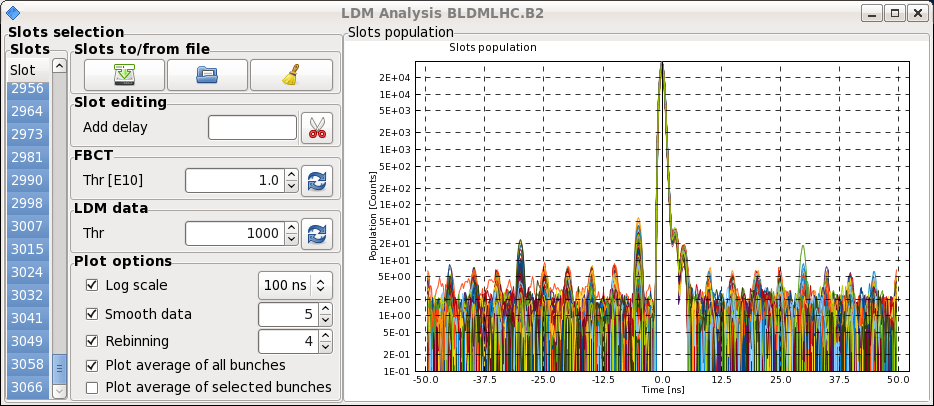 LDM Analysis BLDMLHC.B2
Slots selection
Slots
Slot
2956
2964
2973
2981
2990
2998
3007
3015
3024
3032
3041
3049
3058
3066
Slots to/from file
Slot editing
Add delay
FBCT
Thr [E10] 1.0
LDM data
Thr 1000
Plot options
Log scale 100 ns
Smooth data 5
Rebinning 4
Plot average of all bunches
Plot average of selected bunches
Slots population
Slots population
Population [Counts]
2E+04
1E+04
5E+03
2E+03
1E+03
5E+02
2E+02
1E+02
5E+01
2E+01
1E+01
5E+00
2E+00
1E+00
5E-01
2E-01
1E-01
-50.0 -37.5 -25.0 -12.5 0.0 12.5 25.0 37.5 50.0
Time [ns]